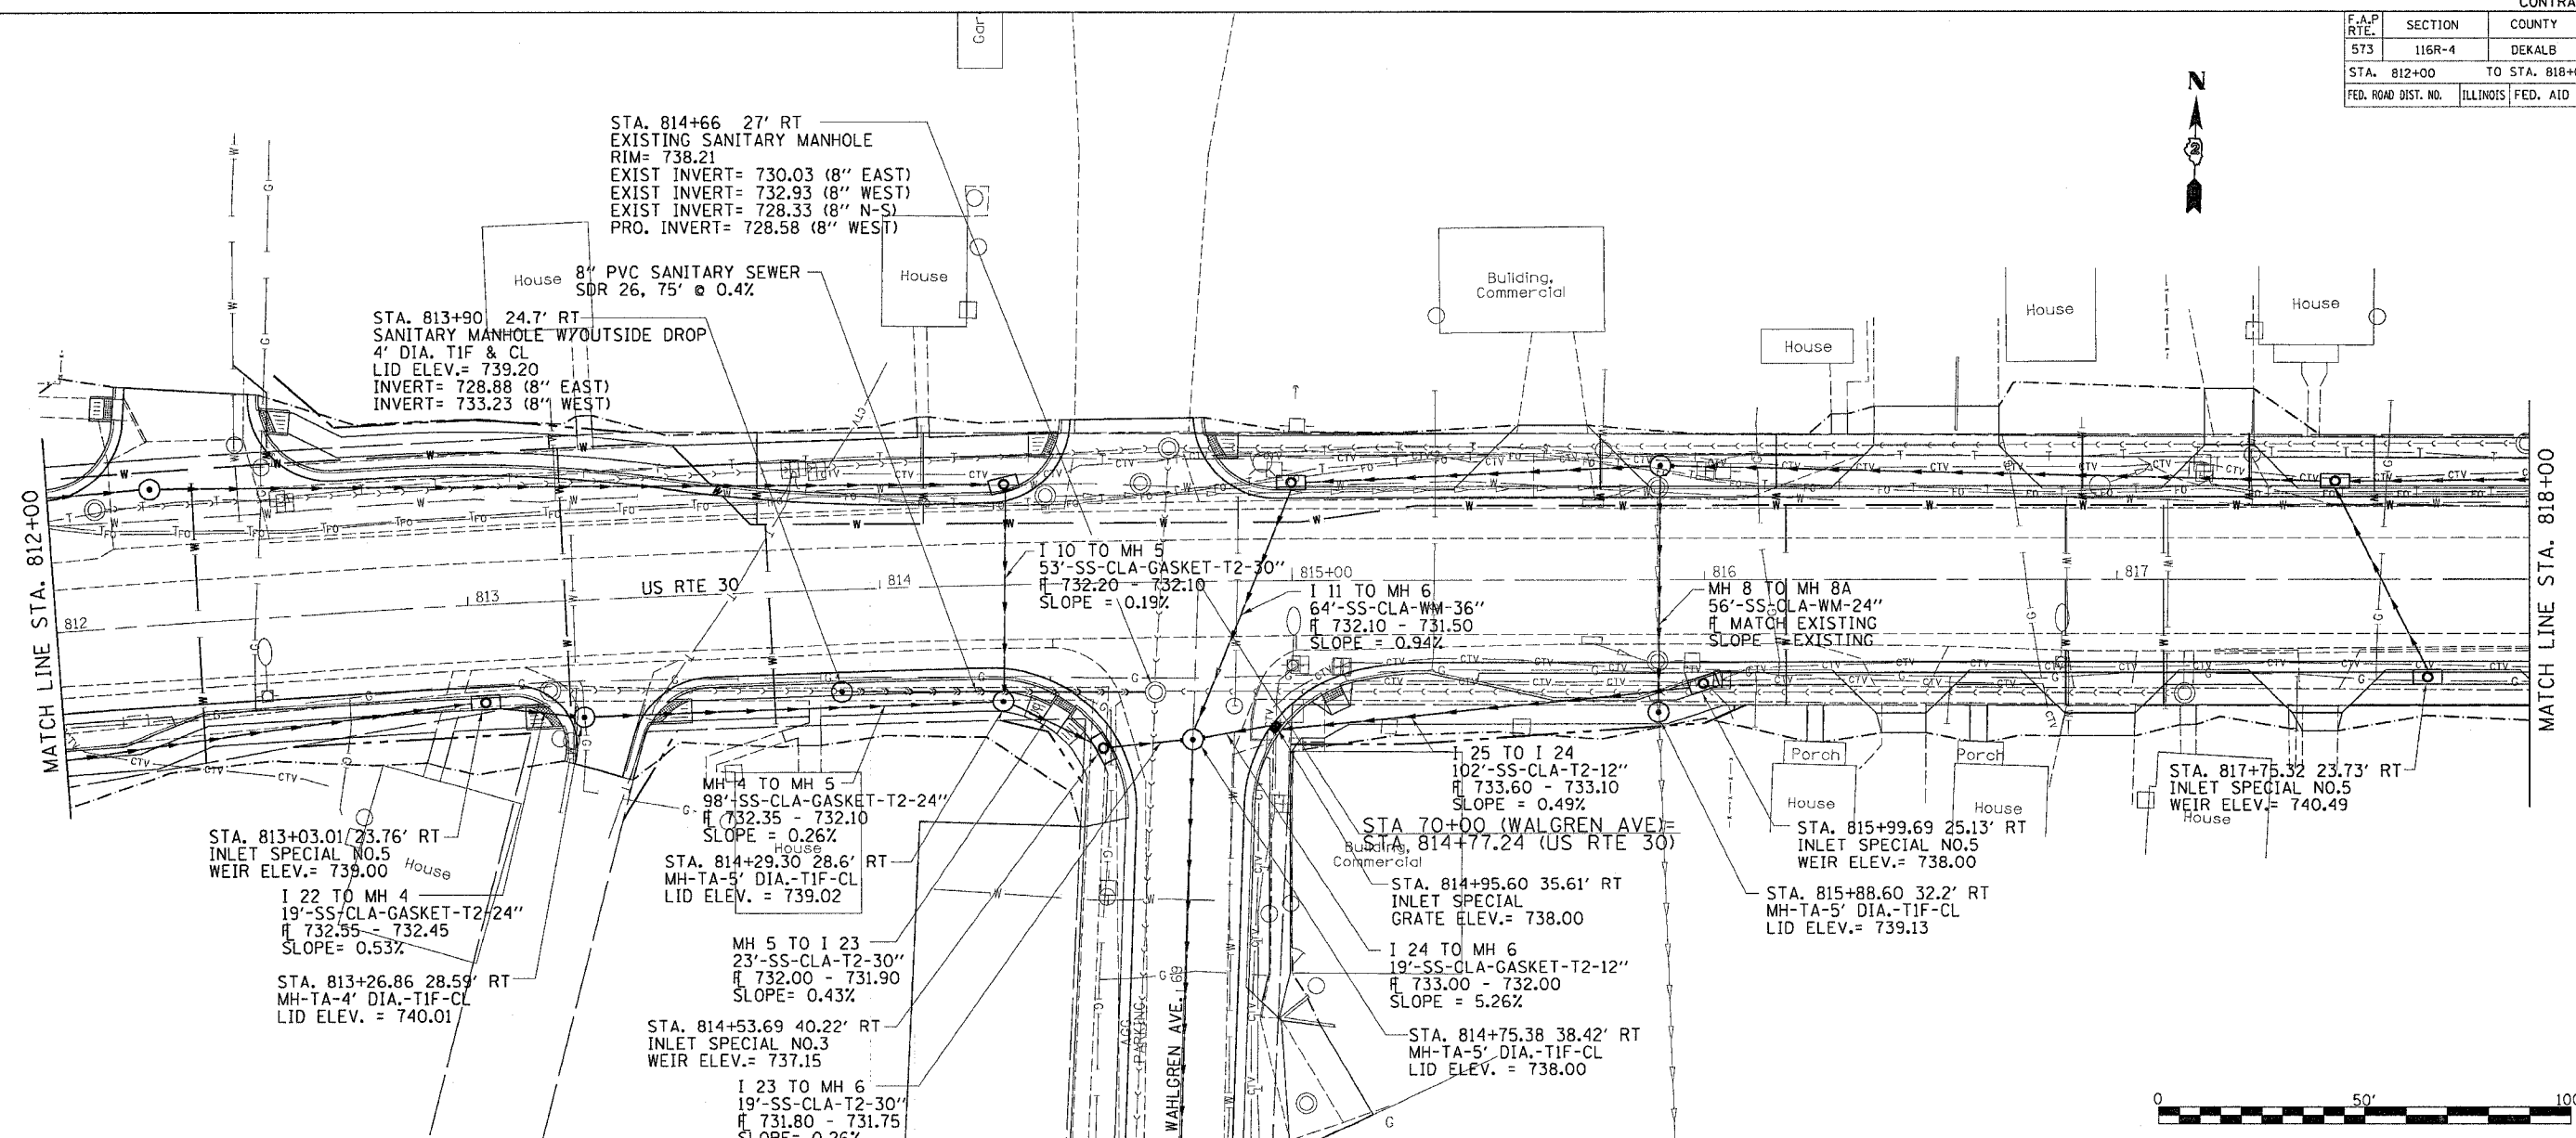 CONTRA
F.A.P RTE. SECTION COUNTY
573 116R-4 DEKALB
STA. 812+00 TO STA. 818+0
FED. ROAD DIST. NO. ILLINOIS FED. AID
N
2
Gar
STA. 814+66 27' RT
EXISTING SANITARY MANHOLE
RIM= 738.21
EXIST INVERT= 730.03 (8" EAST)
EXIST INVERT= 732.93 (8" WEST)
EXIST INVERT= 728.33 (8" N-S)
PRO. INVERT= 728.58 (8" WEST)
8" PVC SANITARY SEWER
SDR 26, 75' @ 0.4%
STA. 813+90 24.7' RT
SANITARY MANHOLE W/OUTSIDE DROP
4' DIA. T1F & CL
LID ELEV.= 739.20
INVERT= 728.88 (8" EAST)
INVERT= 733.23 (8" WEST)
House
House
Building,
Commercial
House
House
House
MATCH LINE STA. 812+00
MATCH LINE STA. 818+00
812
813
US RTE 30
814
815+00
816
817
I 10 TO MH 5
53'-SS-CLA-GASKET-T2-30"
FL 732.20 - 732.10
SLOPE = 0.19%
I 11 TO MH 6
64'-SS-CLA-WM-36"
FL 732.10 - 731.50
SLOPE = 0.94%
MH 8 TO MH 8A
56'-SS-CLA-WM-24"
FL MATCH EXISTING
SLOPE = EXISTING
STA. 813+03.01 23.76' RT
INLET SPECIAL NO.5
WEIR ELEV.= 739.00
House
I 22 TO MH 4
19'-SS-CLA-GASKET-T2-24"
FL 732.55 - 732.45
SLOPE= 0.53%
STA. 813+26.86 28.59' RT
MH-TA-4' DIA.-T1F-CL
LID ELEV. = 740.01
MH 4 TO MH 5
98'-SS-CLA-GASKET-T2-24"
FL 732.35 - 732.10
SLOPE = 0.26%
House
STA. 814+29.30 28.6' RT
MH-TA-5' DIA.-T1F-CL
LID ELEV. = 739.02
MH 5 TO I 23
23'-SS-CLA-T2-30"
FL 732.00 - 731.90
SLOPE= 0.43%
STA. 814+53.69 40.22' RT
INLET SPECIAL NO.3
WEIR ELEV.= 737.15
I 23 TO MH 6
19'-SS-CLA-T2-30"
FL 731.80 - 731.75
SLOPE= 0.26%
AGG
PARKING
WAHLGREN AVE.
69
I 25 TO I 24
102'-SS-CLA-T2-12"
FL 733.60 - 733.10
SLOPE = 0.49%
STA 70+00 (WALGREN AVE)=
STA. 814+77.24 (US RTE 30)
Building,
Commercial
STA. 814+95.60 35.61' RT
INLET SPECIAL
GRATE ELEV.= 738.00
I 24 TO MH 6
19'-SS-CLA-GASKET-T2-12"
FL 733.00 - 732.00
SLOPE = 5.26%
STA. 814+75.38 38.42' RT
MH-TA-5' DIA.-T1F-CL
LID ELEV. = 738.00
Porch
House
Porch
House
STA. 815+99.69 25.13' RT
INLET SPECIAL NO.5
WEIR ELEV.= 738.00
STA. 815+88.60 32.2' RT
MH-TA-5' DIA.-T1F-CL
LID ELEV.= 739.13
STA. 817+75.32 23.73' RT
INLET SPECIAL NO.5
WEIR ELEV.= 740.49
House
0 50' 100